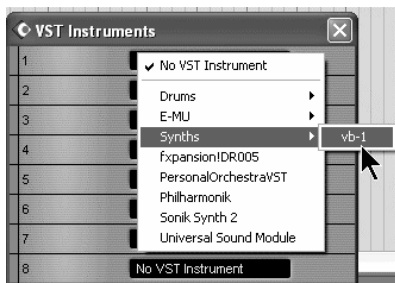 VST Instruments
1
No VST Instrument
2
Drums
3
E-MU
4
Synths
vb-1
fxpansion!DR005
5
PersonalOrchestraVST
6
Philharmonik
Sonik Synth 2
7
Universal Sound Module
8
No VST Instrument